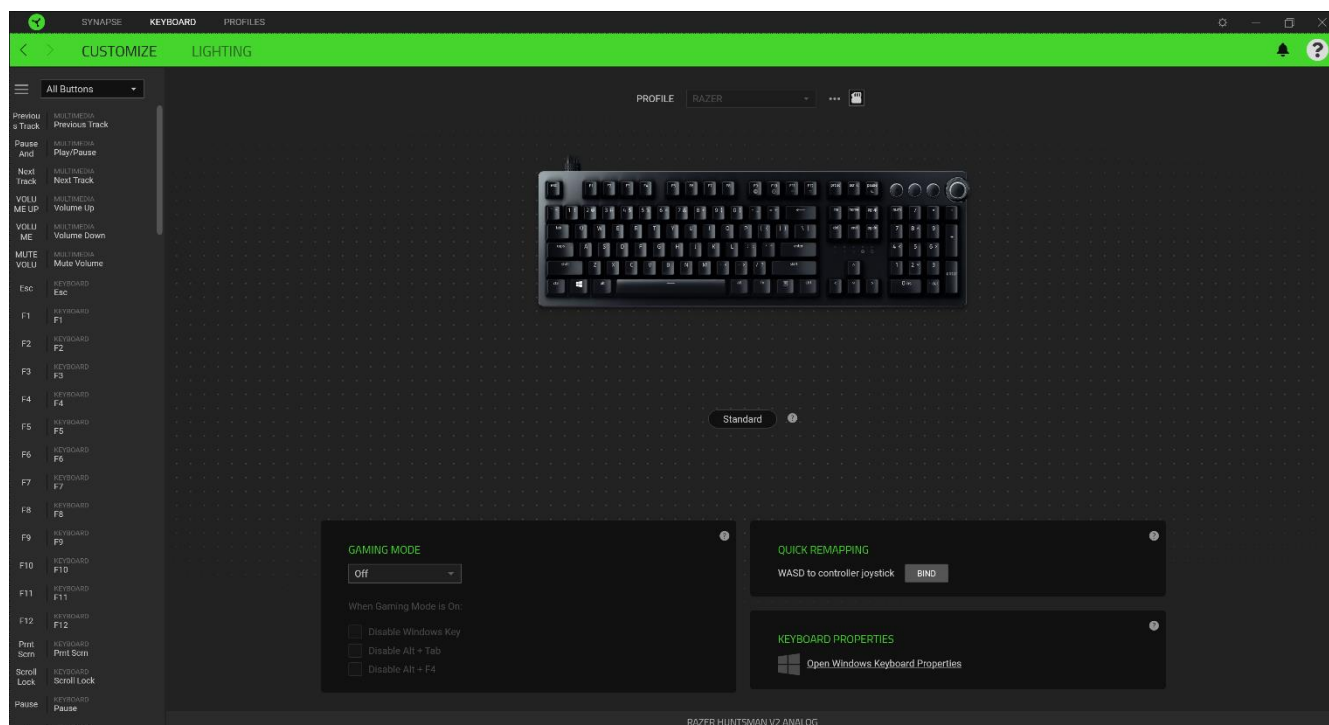 SYNAPSE KEYBOARD PROFILES
CUSTOMIZE LIGHTING
All Buttons
PROFILE RAZER
Previou
s Track
MULTIMEDIA
Previous Track
Pause
And
MULTIMEDIA
Play/Pause
Next
Track
MULTIMEDIA
Next Track
VOLU
ME UP
MULTIMEDIA
Volume Up
VOLU
ME
MULTIMEDIA
Volume Down
MUTE
VOLU
MULTIMEDIA
Mute Volume
Esc
KEYBOARD
Esc
F1
KEYBOARD
F1
F2
KEYBOARD
F2
F3
KEYBOARD
F3
F4
KEYBOARD
F4
F5
KEYBOARD
F5
F6
KEYBOARD
F6
F7
KEYBOARD
F7
F8
KEYBOARD
F8
F9
KEYBOARD
F9
F10
KEYBOARD
F10
F11
KEYBOARD
F11
F12
KEYBOARD
F12
Prnt
Scrn
KEYBOARD
Prnt Scrn
Scroll
Lock
KEYBOARD
Scroll Lock
Pause
KEYBOARD
Pause
Standard
GAMING MODE
Off
When Gaming Mode is On:
Disable Windows Key
Disable Alt + Tab
Disable Alt + F4
QUICK REMAPPING
WASD to controller joystick BIND
KEYBOARD PROPERTIES
Open Windows Keyboard Properties
RAZER HUNTSMAN V2 ANALOG